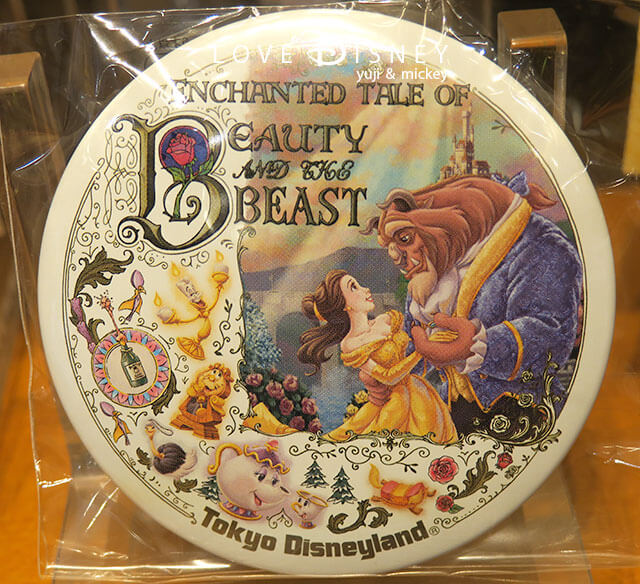 LOVE DISNEY
yuji & mickey
ENCHANTED TALE OF
BEAUTY
AND THE
BEAST
Tokyo Disneyland®